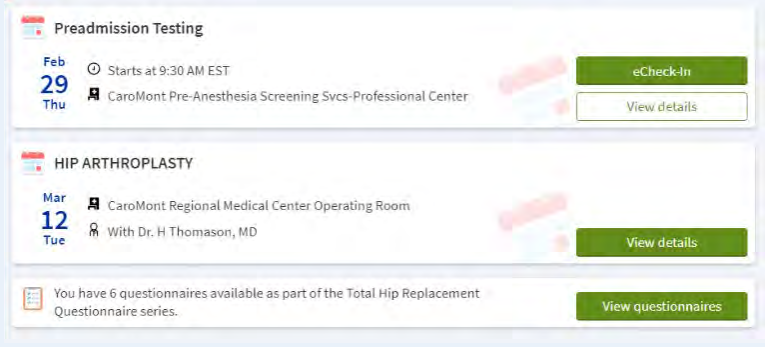 Preadmission Testing
Feb
29
Thu
Starts at 9:30 AM EST
CaroMont Pre-Anesthesia Screening Svcs-Professional Center
eCheck-In
View details
HIP ARTHROPLASTY
Mar
12
Tue
CaroMont Regional Medical Center Operating Room
With Dr. H Thomason, MD
View details
You have 6 questionnaires available as part of the Total Hip Replacement
Questionnaire series.
View questionnaires